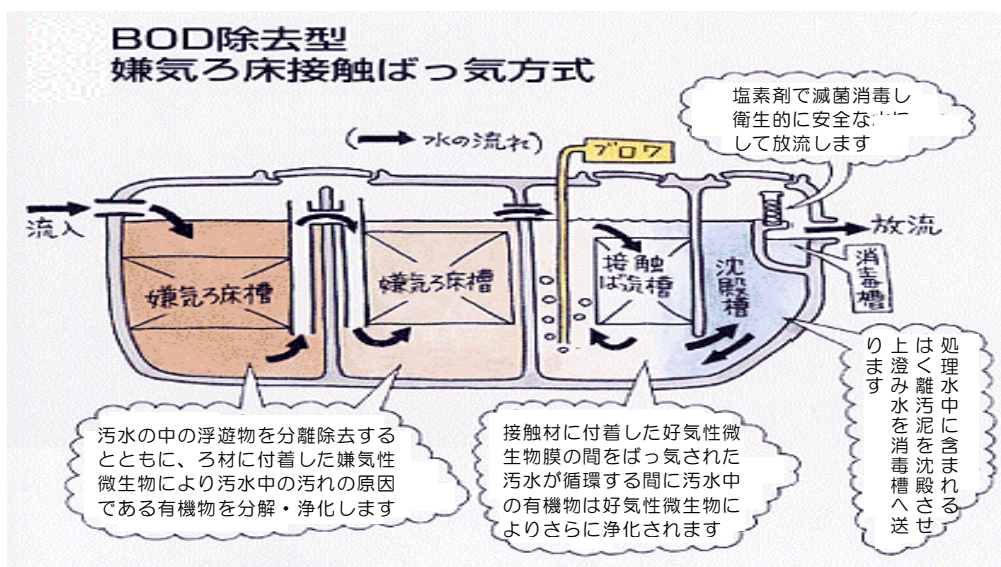 BOD除去型
嫌気ろ床接触ばっ気方式
塩素剤で滅菌消毒し
衛生的に安全な水に
して放流します
(➡水の流れ)
ブロワ
流入
放流
嫌気ろ床槽
嫌気ろ床槽
接触
ばっ気槽
沈殿槽
消毒槽
処理水中に含まれる
はく離汚泥を沈殿させ
上澄み水を消毒槽へ送
ります
汚水の中の浮遊物を分離除去する
とともに、ろ材に付着した嫌気性
微生物により汚水中の汚れの原因
である有機物を分解・浄化します
接触材に付着した好気性微
生物膜の間をばっ気された
汚水が循環する間に汚水中
の有機物は好気性微生物に
よりさらに浄化されます